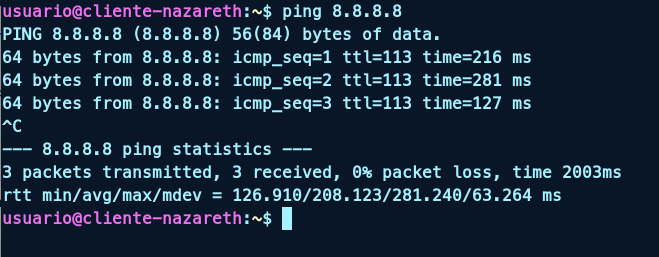 usuario@cliente-nazareth:~$ ping 8.8.8.8
PING 8.8.8.8 (8.8.8.8) 56(84) bytes of data.
64 bytes from 8.8.8.8: icmp_seq=1 ttl=113 time=216 ms
64 bytes from 8.8.8.8: icmp_seq=2 ttl=113 time=281 ms
64 bytes from 8.8.8.8: icmp_seq=3 ttl=113 time=127 ms
^C
--- 8.8.8.8 ping statistics ---
3 packets transmitted, 3 received, 0% packet loss, time 2003ms
rtt min/avg/max/mdev = 126.910/208.123/281.240/63.264 ms
usuario@cliente-nazareth:~$